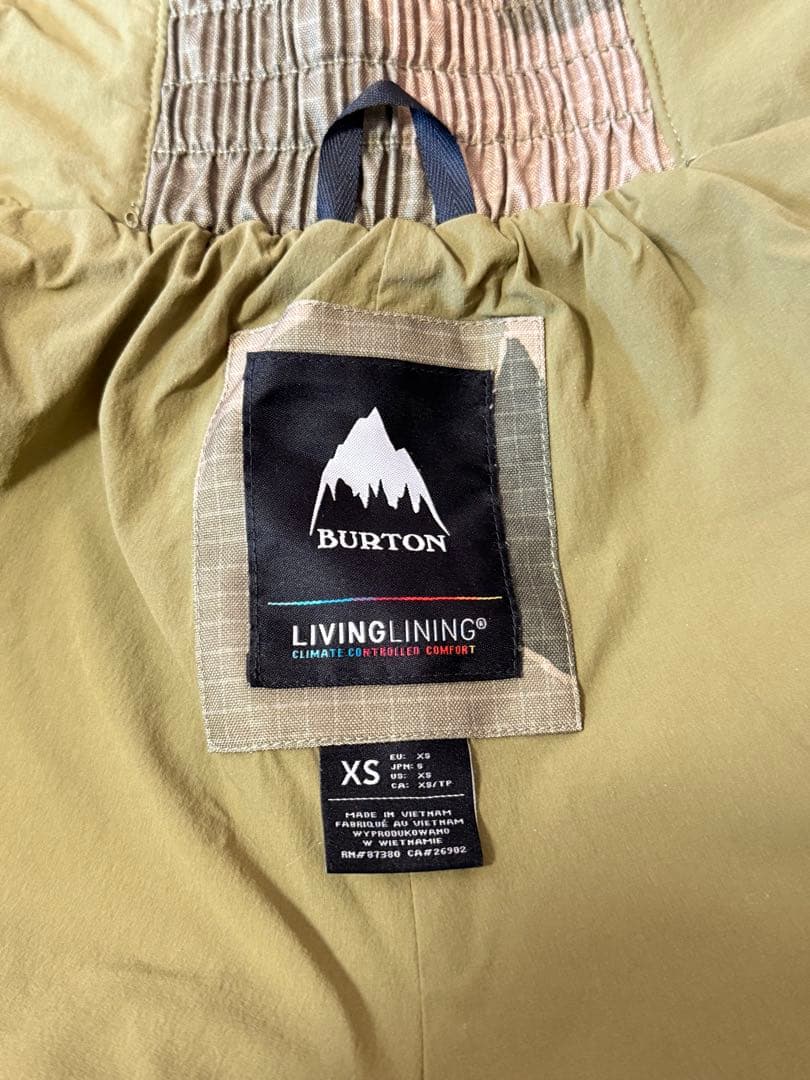 BURTON
LIVINGLINING®
CLIMATE CONTROLLED COMFORT
XS
EU: XS
JPN: S
US: XS
CA: XS/TP
MADE IN VIETNAM
FABRIQUÉ AU VIETNAM
WYPRODUKOWANO
W WIETNAMIE
RN#87380 CA#26902